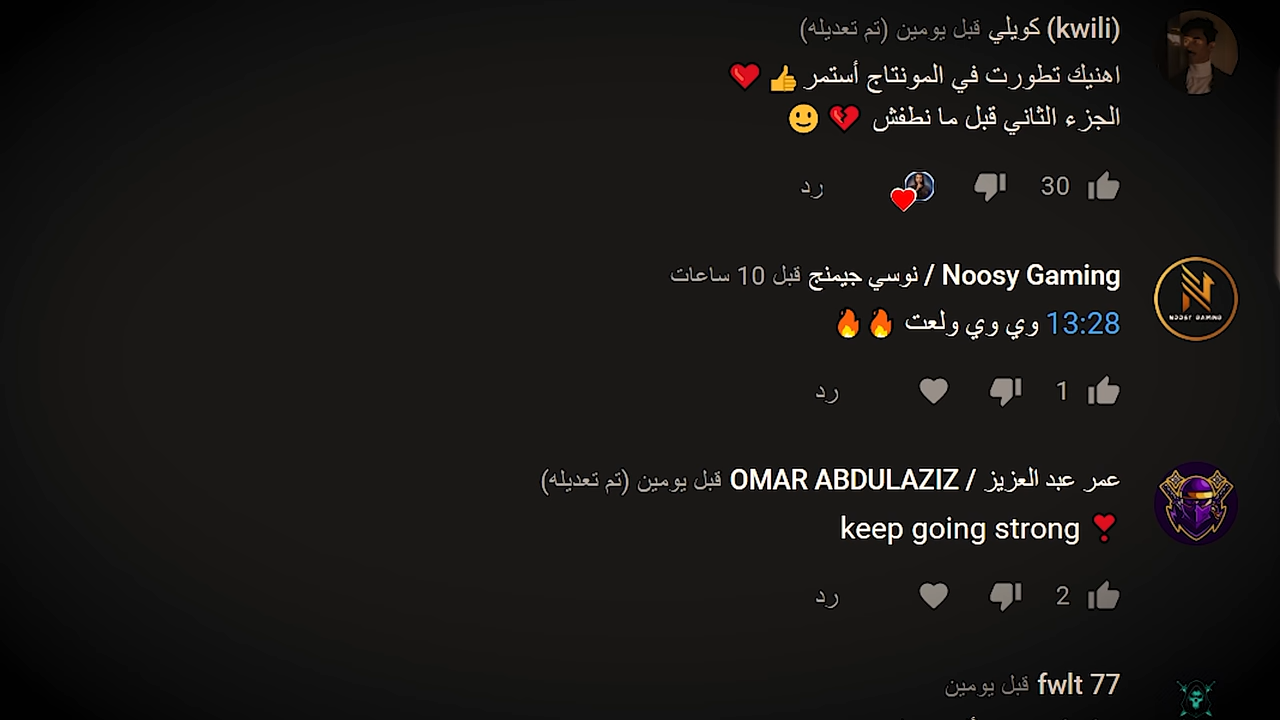 (kwili) كويلي قبل يومين (تم تعديله)
اهنيك تطورت في المونتاج أستمر 👍 ❤️
الجزء الثاني قبل ما نطفش 💔 🙂
30
رد
Noosy Gaming / نوسي جيمنج قبل 10 ساعات
NOOSY GAMING
13:28 وي وي ولعت 🔥 🔥
1
رد
عمر عبد العزيز / OMAR ABDULAZIZ قبل يومين (تم تعديله)
keep going strong ❣️
2
رد
fwlt 77 قبل يومين